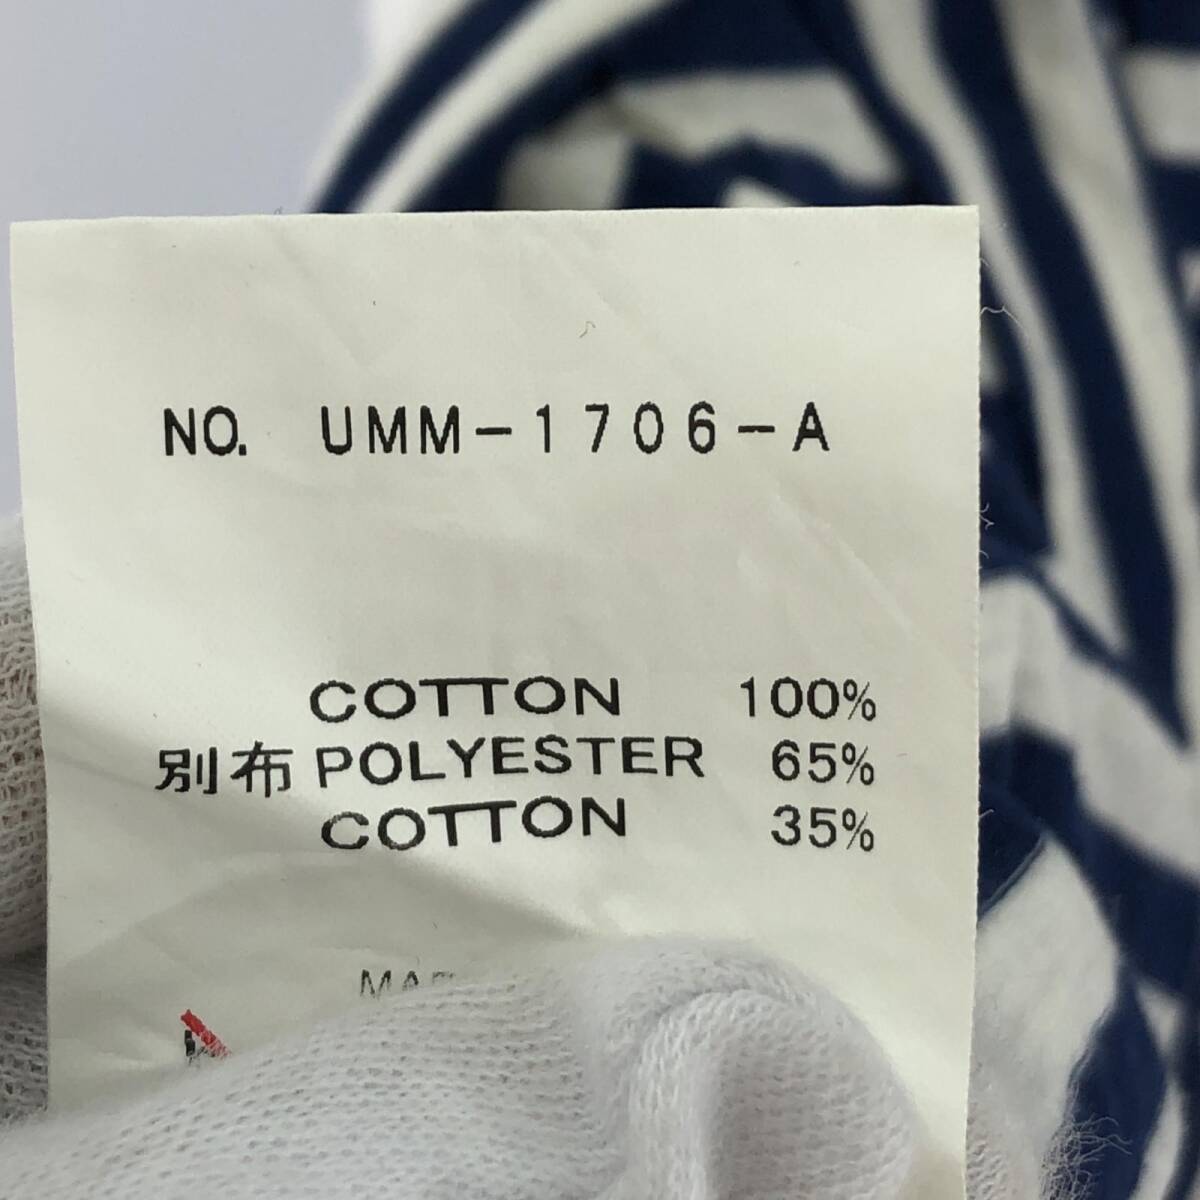 NO. UMM-1706-A
COTTON 100%
別布 POLYESTER 65%
COTTON 35%